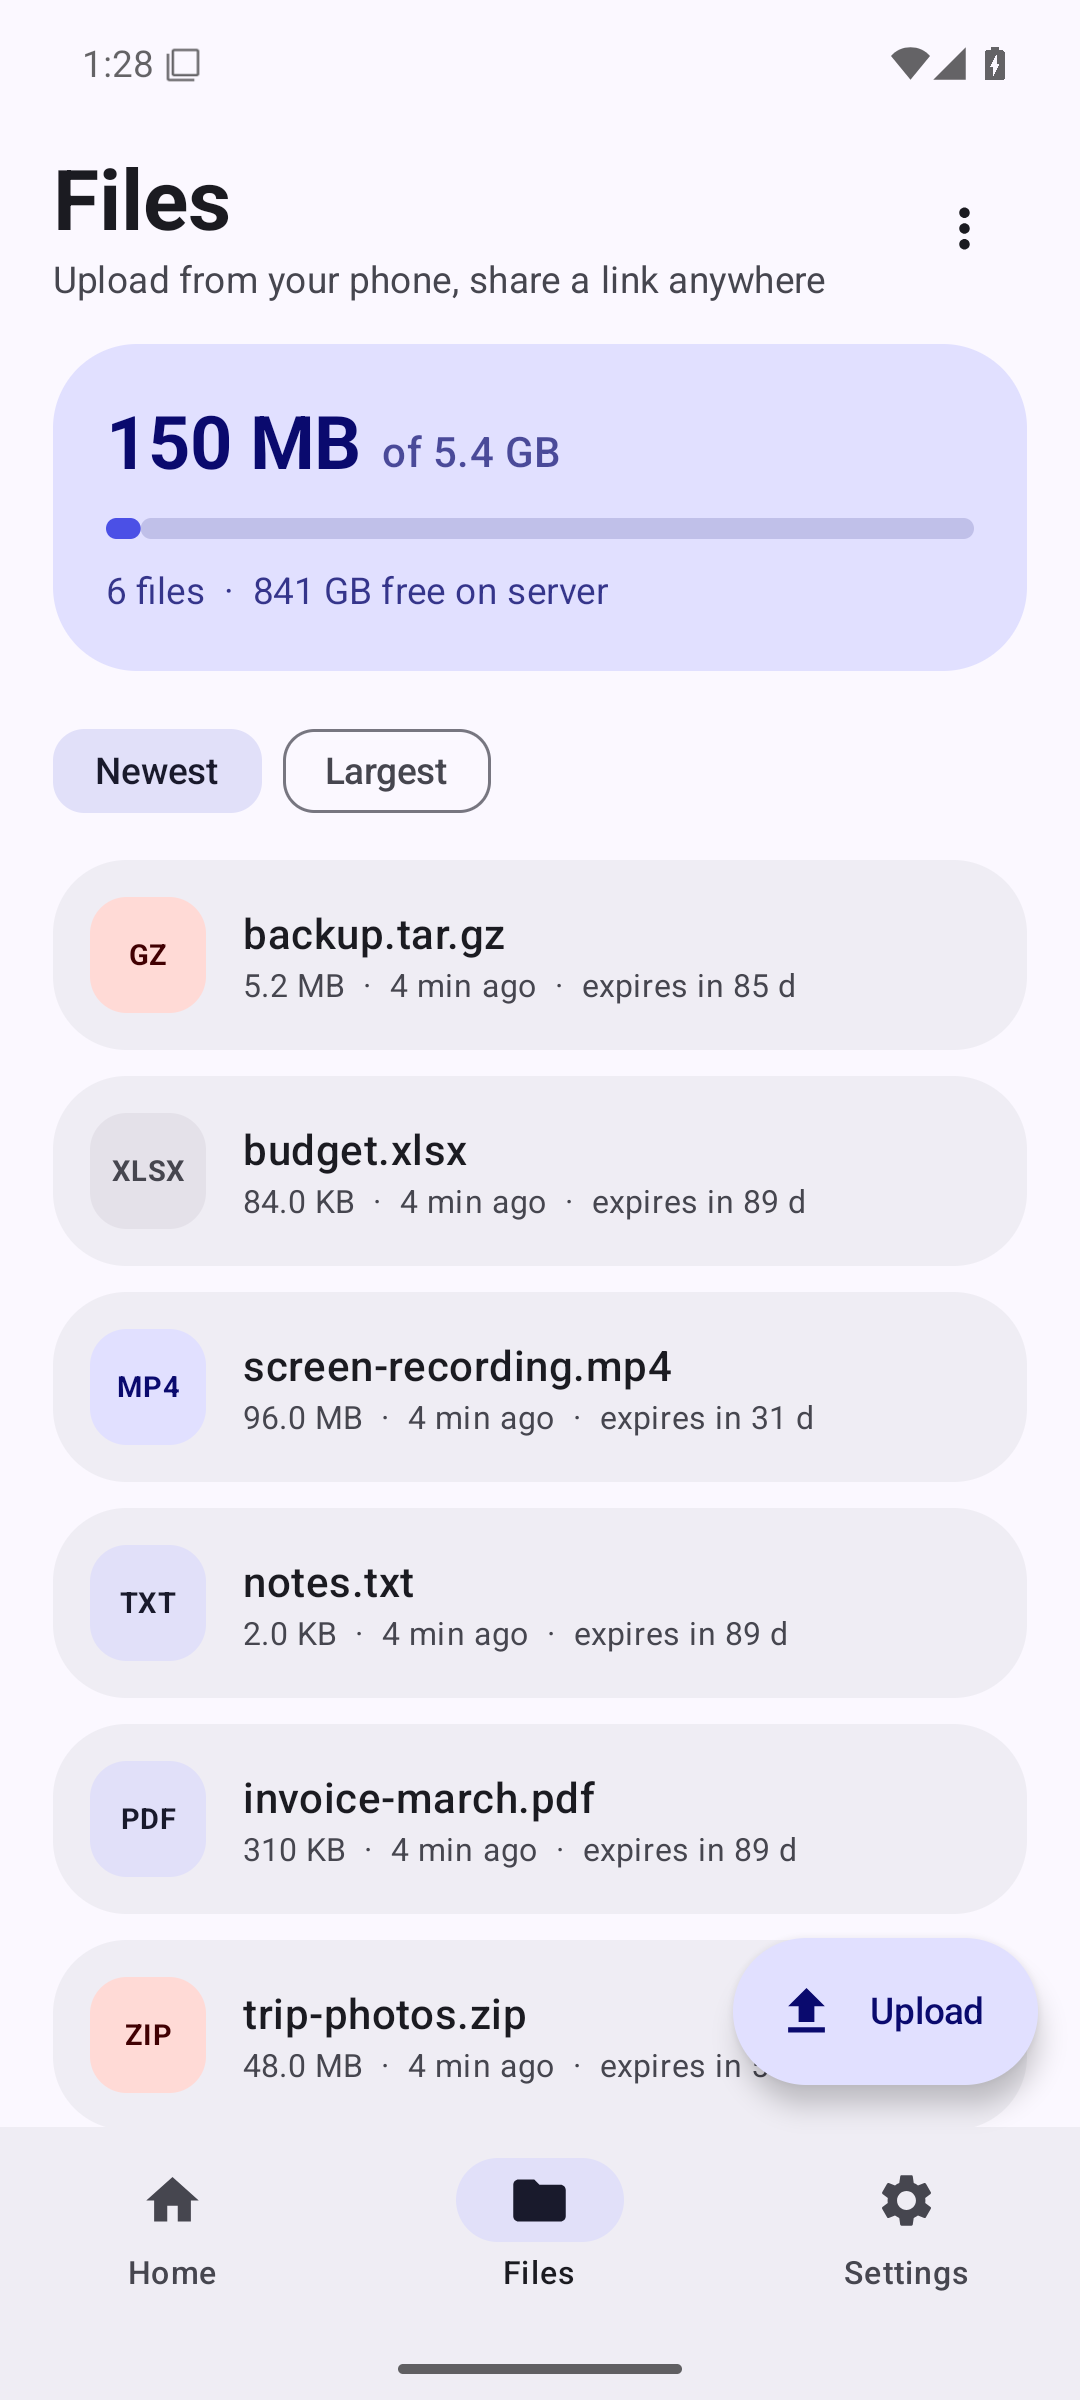 1:28
Files
Upload from your phone, share a link anywhere
150 MB of 5.4 GB
6 files · 841 GB free on server
Newest
Largest
GZ
backup.tar.gz
5.2 MB · 4 min ago · expires in 85 d
XLSX
budget.xlsx
84.0 KB · 4 min ago · expires in 89 d
MP4
screen-recording.mp4
96.0 MB · 4 min ago · expires in 31 d
TXT
notes.txt
2.0 KB · 4 min ago · expires in 89 d
PDF
invoice-march.pdf
310 KB · 4 min ago · expires in 89 d
ZIP
trip-photos.zip
48.0 MB · 4 min ago · expires in
Upload
Home
Files
Settings